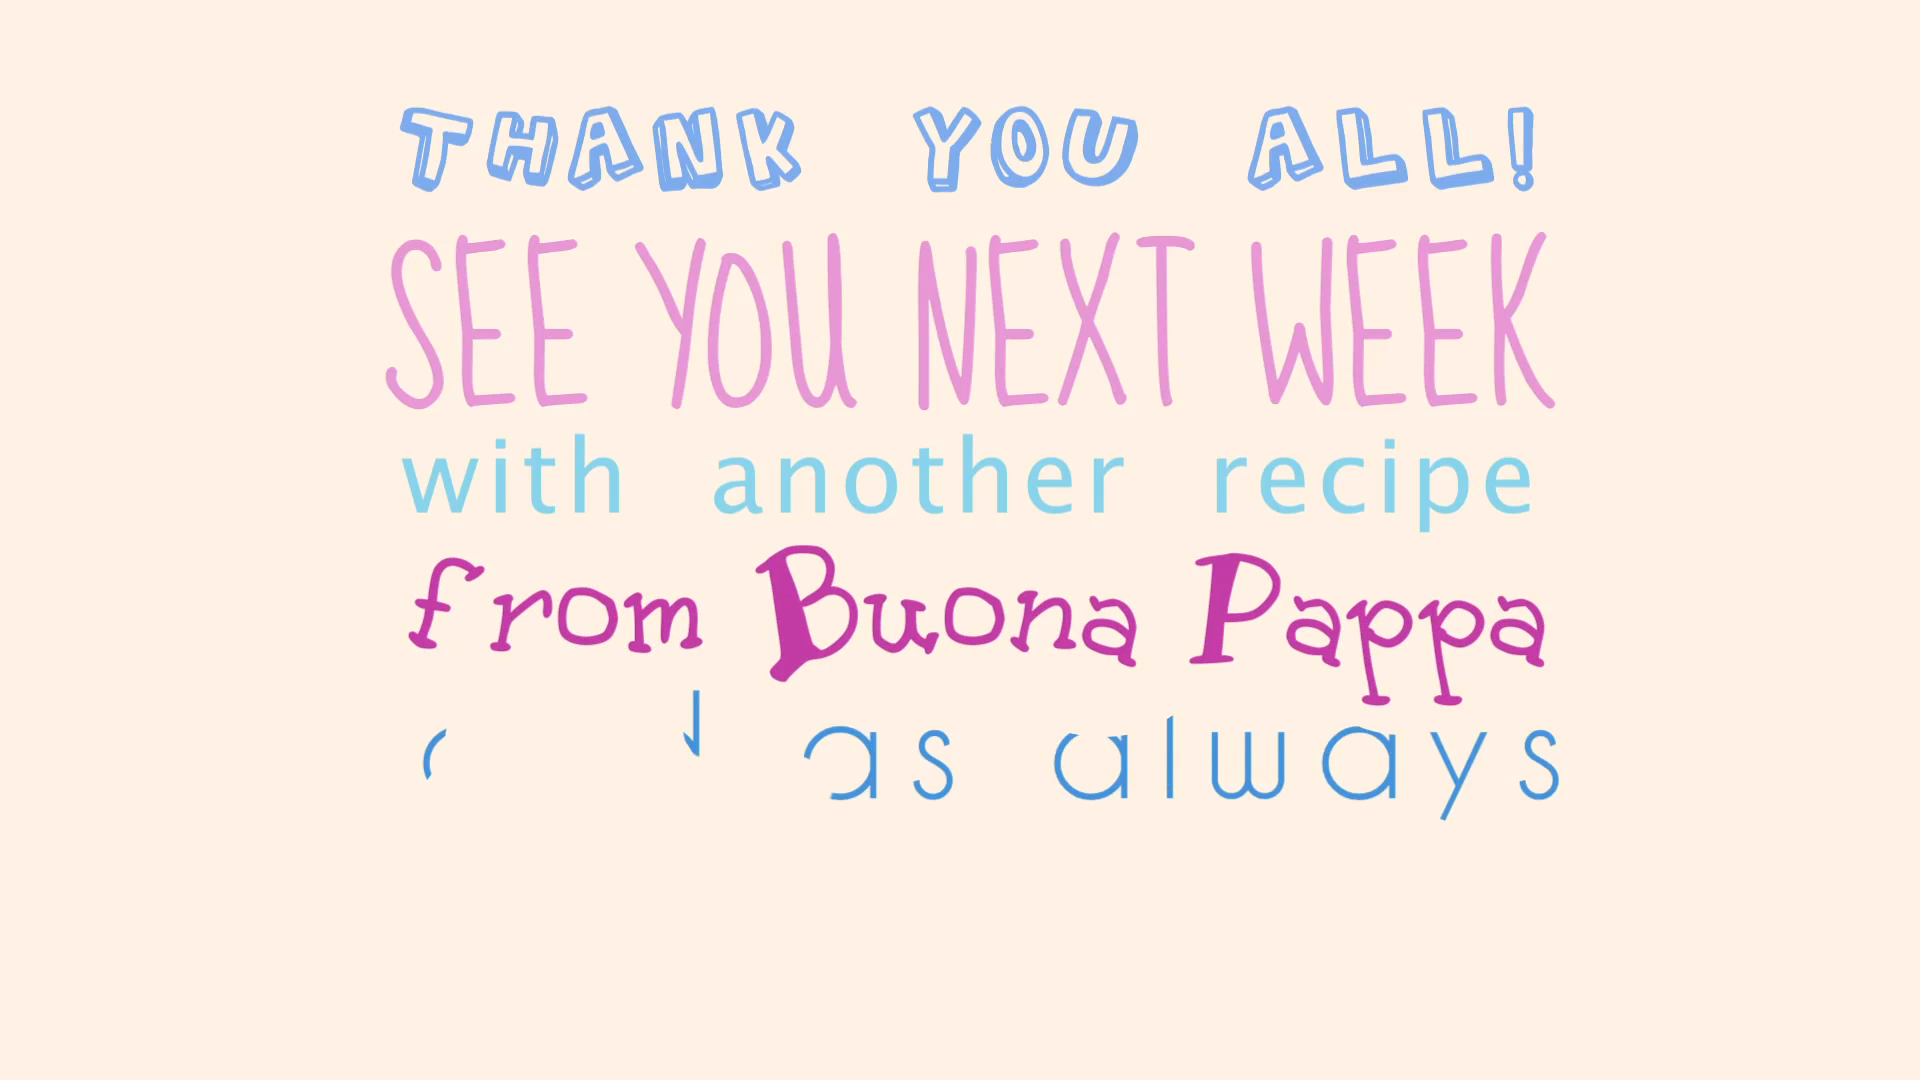 THANK YOU ALL!
SEE YOU NEXT WEEK
with another recipe
from Buona Pappa
as always